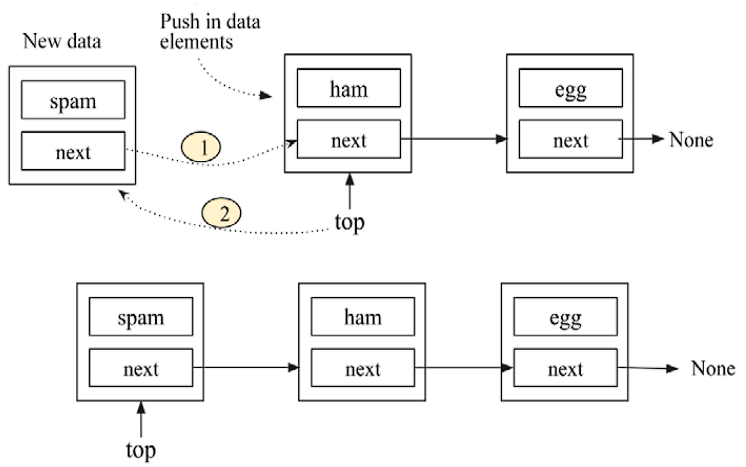 Push in data
elements
New data
spam
next
ham
next
egg
next
None
1
2
top
spam
next
ham
next
egg
next
None
top